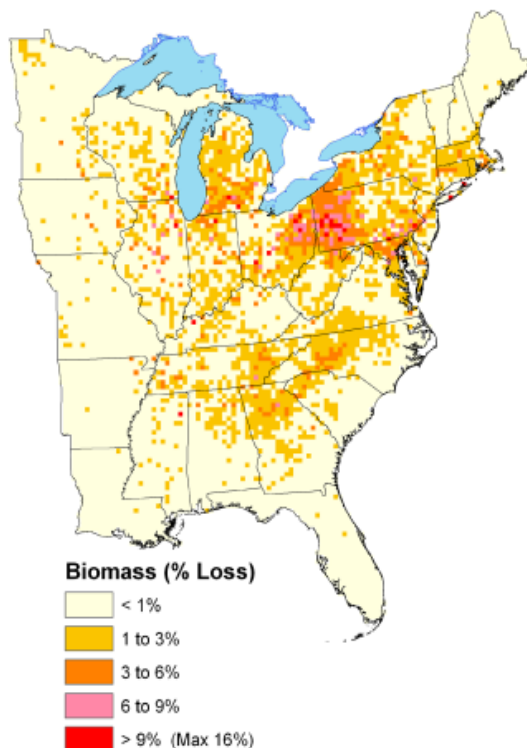 Biomass (% Loss)
< 1%
1 to 3%
3 to 6%
6 to 9%
> 9% (Max 16%)